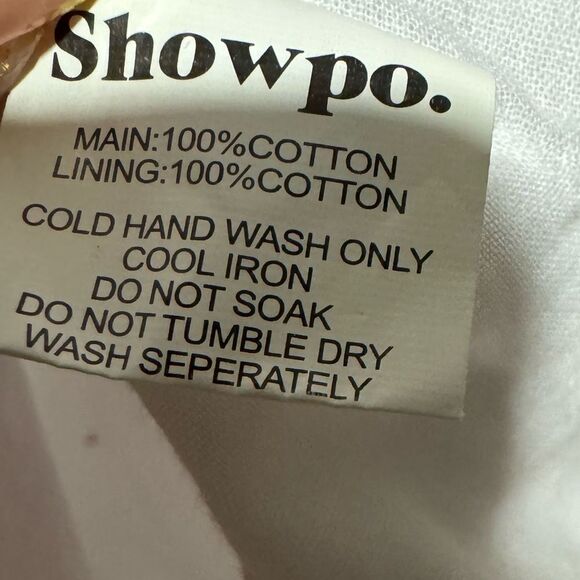 Showpo.
MAIN:100%COTTON
LINING:100%COTTON
COLD HAND WASH ONLY
COOL IRON
DO NOT SOAK
DO NOT TUMBLE DRY
WASH SEPERATELY